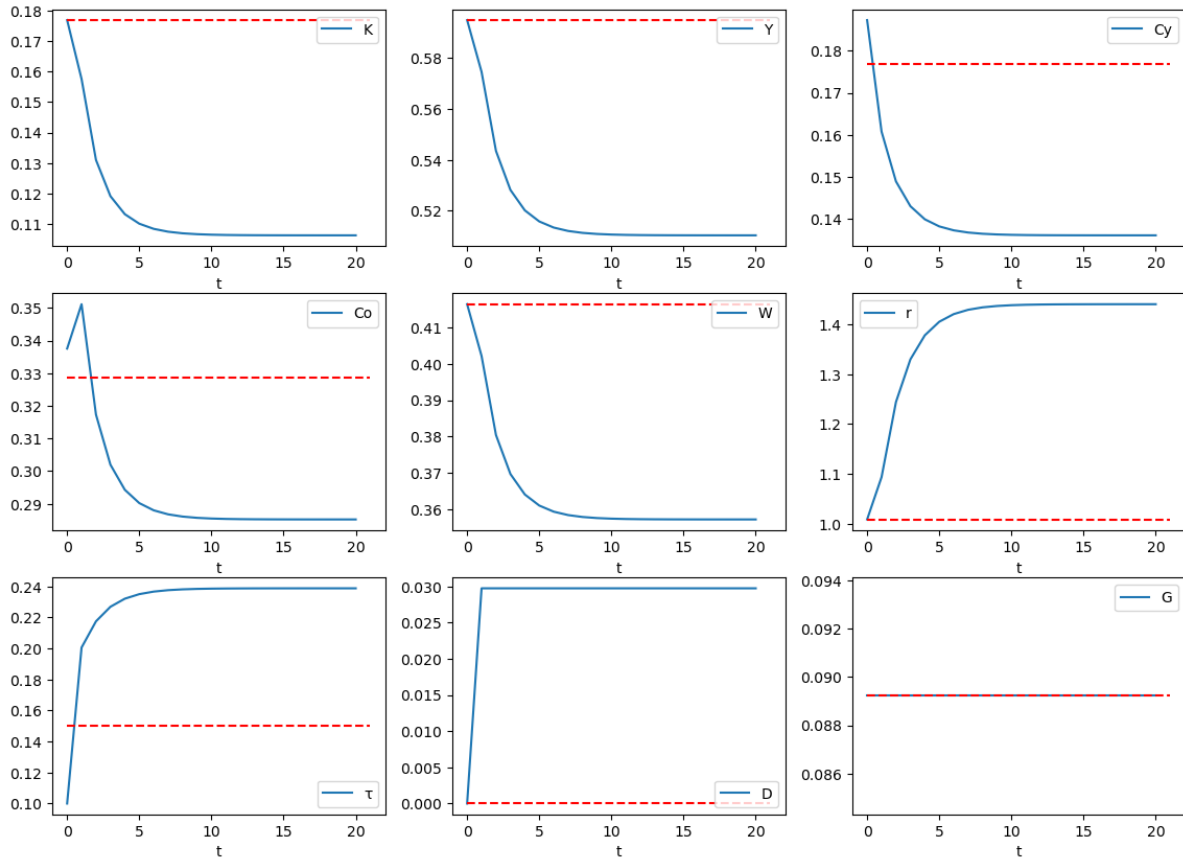 0.18
0.17
0.16
0.15
0.14
0.13
0.12
0.11
K
0 5 10 15 20
t
0.58
0.56
0.54
0.52
Y
0 5 10 15 20
t
0.18
0.17
0.16
0.15
0.14
Cy
0 5 10 15 20
t
0.35
0.34
0.33
0.32
0.31
0.30
0.29
Co
0 5 10 15 20
t
0.41
0.40
0.39
0.38
0.37
0.36
W
0 5 10 15 20
t
1.4
1.3
1.2
1.1
1.0
r
0 5 10 15 20
t
0.24
0.22
0.20
0.18
0.16
0.14
0.12
0.10
τ
0 5 10 15 20
t
0.030
0.025
0.020
0.015
0.010
0.005
0.000
D
0 5 10 15 20
t
0.094
0.092
0.090
0.088
0.086
G
0 5 10 15 20
t